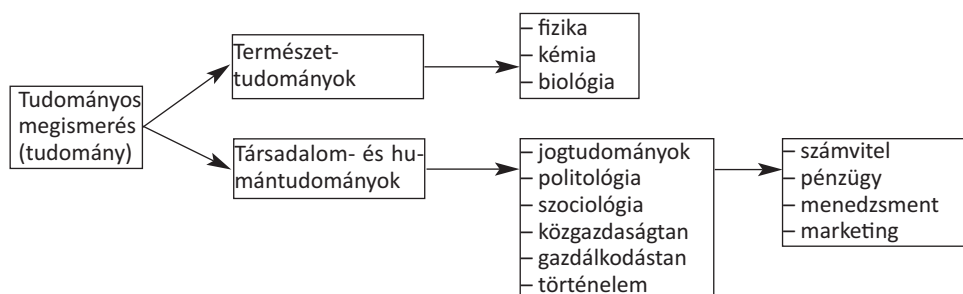 Tudományos
megismerés
(tudomány)
Természet-
tudományok
– fizika
– kémia
– biológia
Társadalom- és hu-
mántudományok
– jogtudományok
– politológia
– szociológia
– közgazdaságtan
– gazdálkodástan
– történelem
– számvitel
– pénzügy
– menedzsment
– marketing